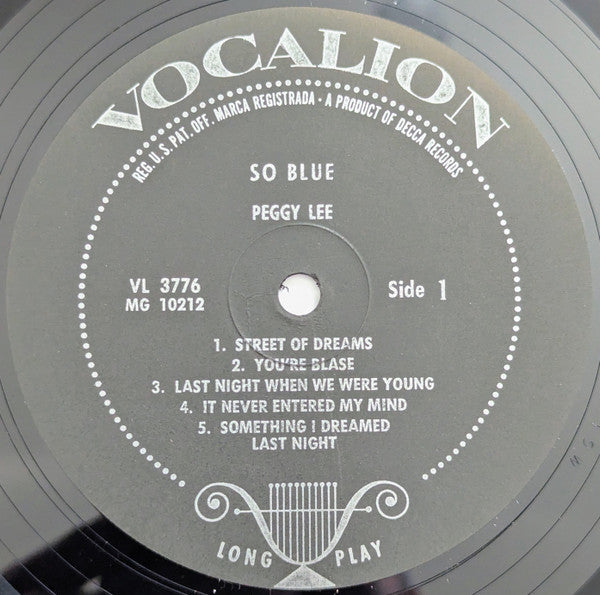 VOCALION
REG. U. S. PAT. OFF. MARCA REGISTRADA · A PRODUCT OF DECCA RECORDS
SO BLUE
PEGGY LEE
VL 3776
MG 10212
Side 1
1. STREET OF DREAMS
2. YOU'RE BLASE
3. LAST NIGHT WHEN WE WERE YOUNG
4. IT NEVER ENTERED MY MIND
5. SOMETHING I DREAMED
LAST NIGHT
LONG PLAY